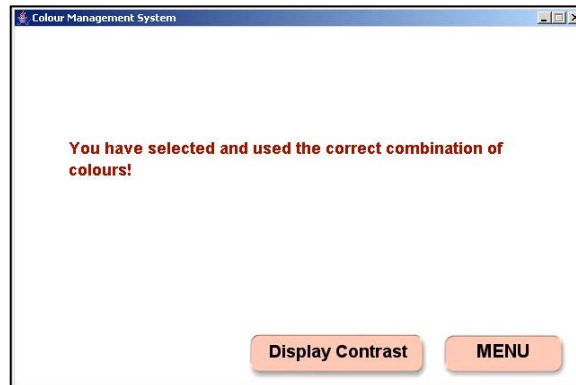 Colour Management System
You have selected and used the correct combination of
colours!
Display Contrast
MENU